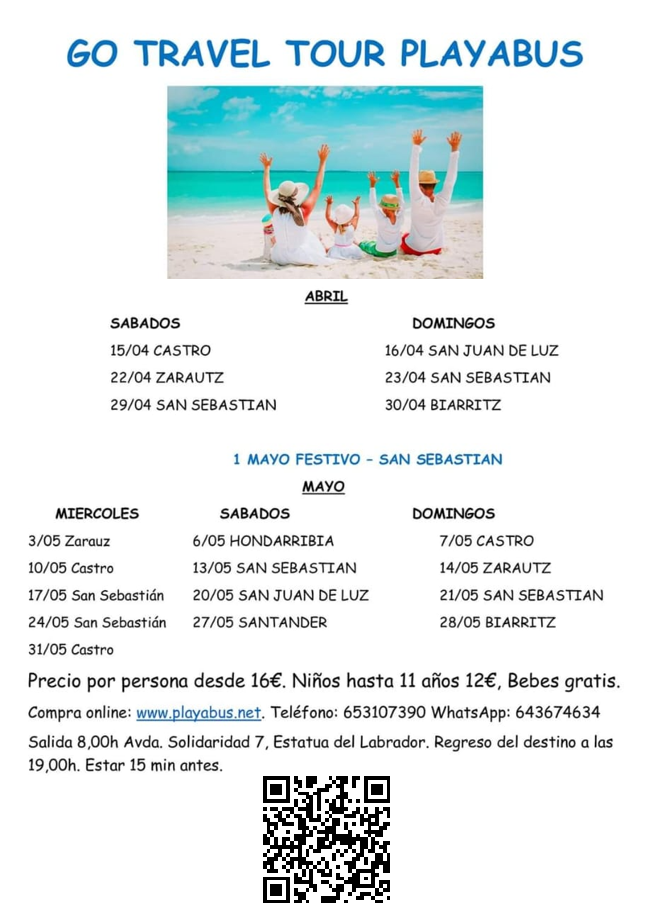 GO TRAVEL TOUR PLAYABUS
ABRIL
SABADOS DOMINGOS
15/04 CASTRO 16/04 SAN JUAN DE LUZ
22/04 ZARAUTZ 23/04 SAN SEBASTIAN
29/04 SAN SEBASTIAN 30/04 BIARRITZ
1 MAYO FESTIVO – SAN SEBASTIAN
MAYO
MIERCOLES SABADOS DOMINGOS
3/05 Zarauz 6/05 HONDARRIBIA 7/05 CASTRO
10/05 Castro 13/05 SAN SEBASTIAN 14/05 ZARAUTZ
17/05 San Sebastián 20/05 SAN JUAN DE LUZ 21/05 SAN SEBASTIAN
24/05 San Sebastián 27/05 SANTANDER 28/05 BIARRITZ
31/05 Castro
Precio por persona desde 16€. Niños hasta 11 años 12€, Bebes gratis.
Compra online: www.playabus.net. Teléfono: 653107390 WhatsApp: 643674634
Salida 8,00h Avda. Solidaridad 7, Estatua del Labrador. Regreso del destino a las
19,00h. Estar 15 min antes.